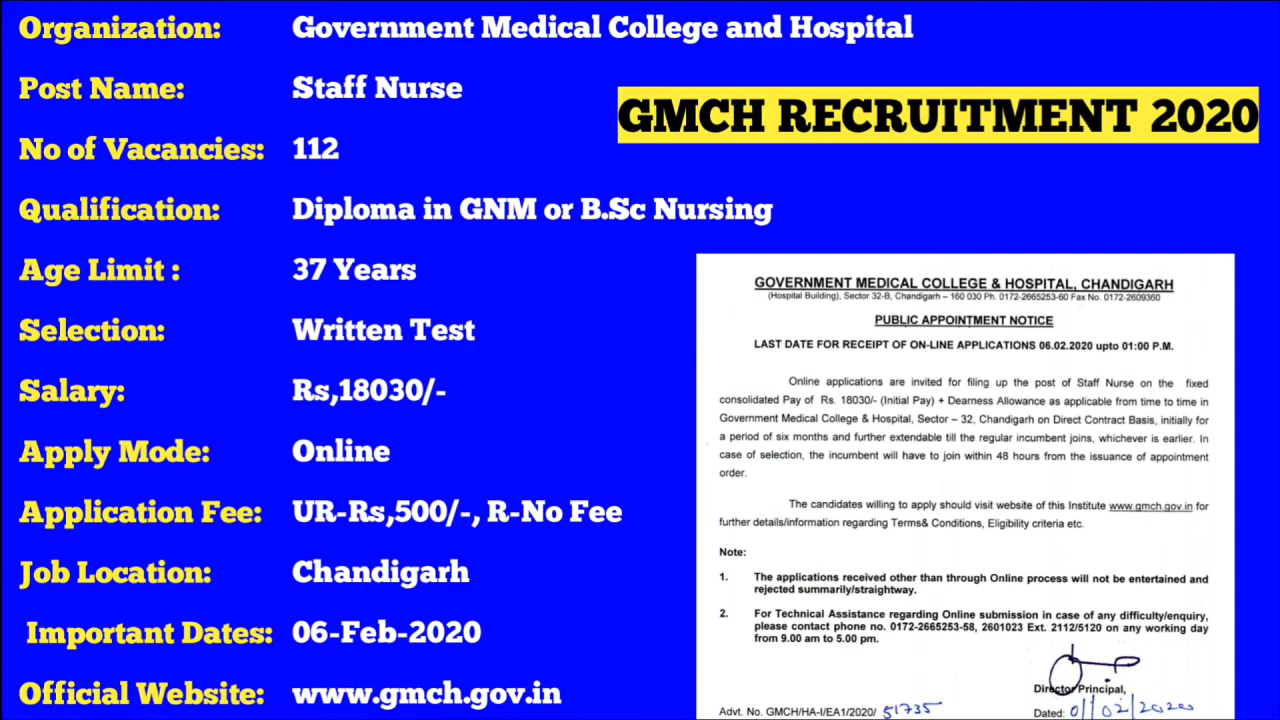 Organization: Government Medical College and Hospital
Post Name: Staff Nurse
GMCH RECRUITMENT 2020
No of Vacancies: 112
Qualification: Diploma in GNM or B.Sc Nursing
Age Limit : 37 Years
Selection: Written Test
Salary: Rs,18030/-
Apply Mode: Online
Application Fee: UR-Rs,500/-, R-No Fee
Job Location: Chandigarh
Important Dates: 06-Feb-2020
Official Website: www.gmch.gov.in
GOVERNMENT MEDICAL COLLEGE & HOSPITAL, CHANDIGARH
(Hospital Building), Sector 32-B, Chandigarh – 160 030 Ph. 0172-2665253-60 Fax No. 0172-2609360
PUBLIC APPOINTMENT NOTICE
LAST DATE FOR RECEIPT OF ON-LINE APPLICATIONS 06.02.2020 upto 01:00 P.M.
Online applications are invited for filing up the post of Staff Nurse on the fixed
consolidated Pay of Rs. 18030/- (Initial Pay) + Dearness Allowance as applicable from time to time in
Government Medical College & Hospital, Sector – 32, Chandigarh on Direct Contract Basis, initially for
a period of six months and further extendable till the regular incumbent joins, whichever is earlier. In
case of selection, the incumbent will have to join within 48 hours from the issuance of appointment
order.
The candidates willing to apply should visit website of this Institute www.gmch.gov.in for
further details/information regarding Terms& Conditions, Eligibility criteria etc.
Note:
1. The applications received other than through Online process will not be entertained and
rejected summarily/straightway.
2. For Technical Assistance regarding Online submission in case of any difficulty/enquiry,
please contact phone no. 0172-2665253-58, 2601023 Ext. 2112/5120 on any working day
from 9.00 am to 5.00 pm.
Director Principal,
Advt. No. GMCH/HA-I/EA1/2020/ 51735
Dated: 01/02/2020